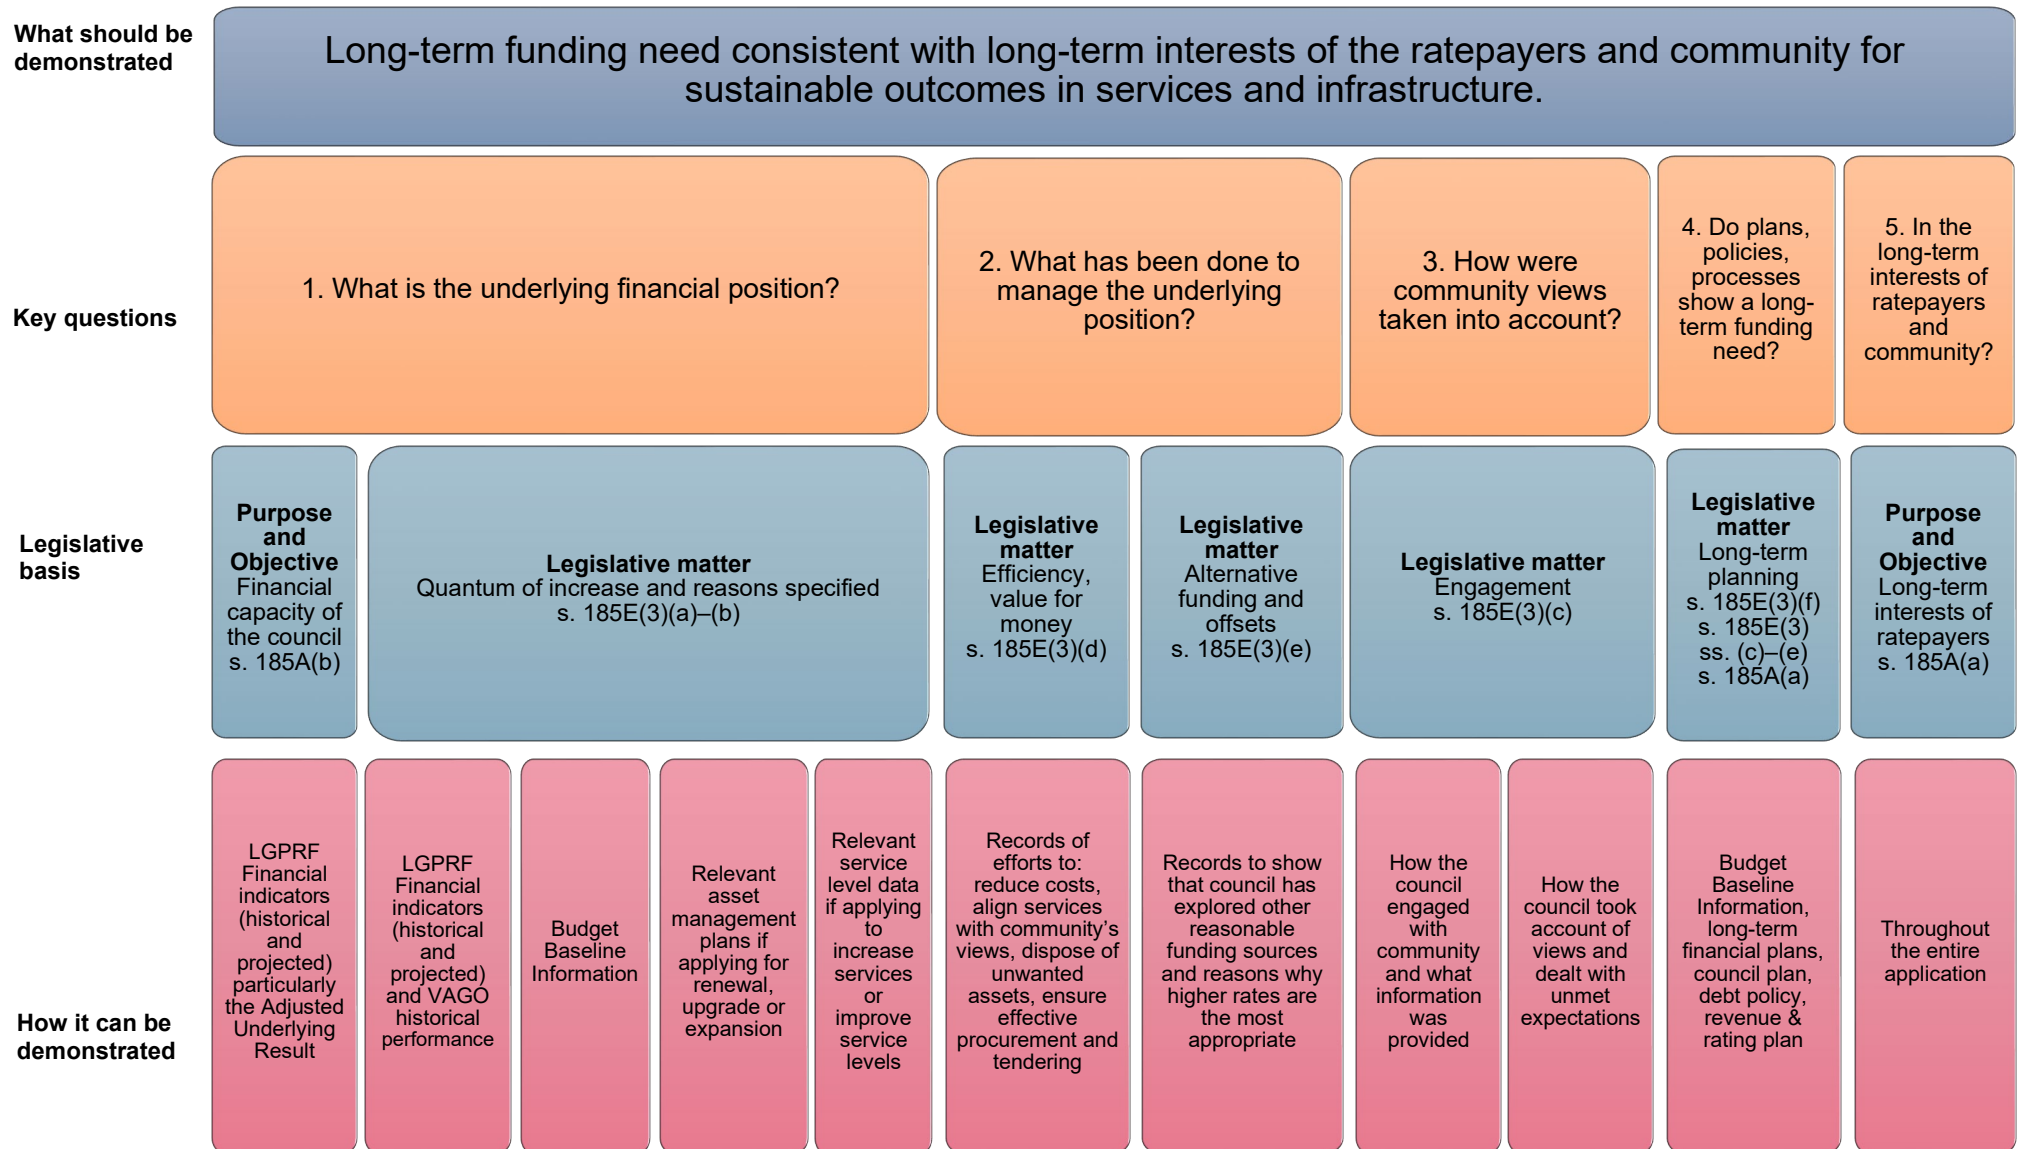 What should be
demonstrated
Long-term funding need consistent with long-term interests of the ratepayers and community for
sustainable outcomes in services and infrastructure.
Key questions
1. What is the underlying financial position?
2. What has been done to
manage the underlying
position?
3. How were
community views
taken into account?
4. Do plans,
policies,
processes
show a long-
term funding
need?
5. In the
long-term
interests of
ratepayers
and
community?
Legislative
basis
Purpose
and
Objective
Financial
capacity of
the council
s. 185A(b)
Legislative matter
Quantum of increase and reasons specified
s. 185E(3)(a)–(b)
Legislative
matter
Efficiency,
value for
money
s. 185E(3)(d)
Legislative
matter
Alternative
funding and
offsets
s. 185E(3)(e)
Legislative matter
Engagement
s. 185E(3)(c)
Legislative
matter
Long-term
planning
s. 185E(3)(f)
s. 185E(3)
ss. (c)–(e)
s. 185A(a)
Purpose
and
Objective
Long-term
interests of
ratepayers
s. 185A(a)
How it can be
demonstrated
LGPRF
Financial
indicators
(historical
and
projected)
particularly
the Adjusted
Underlying
Result
LGPRF
Financial
indicators
(historical
and
projected)
and VAGO
historical
performance
Budget
Baseline
Information
Relevant
asset
management
plans if
applying for
renewal,
upgrade or
expansion
Relevant
service
level data
if applying
to
increase
services
or
improve
service
levels
Records of
efforts to:
reduce costs,
align services
with community’s
views, dispose of
unwanted
assets, ensure
effective
procurement and
tendering
Records to show
that council has
explored other
reasonable
funding sources
and reasons why
higher rates are
the most
appropriate
How the
council
engaged
with
community
and what
information
was
provided
How the
council took
account of
views and
dealt with
unmet
expectations
Budget
Baseline
Information,
long-term
financial plans,
council plan,
debt policy,
revenue &
rating plan
Throughout
the entire
application